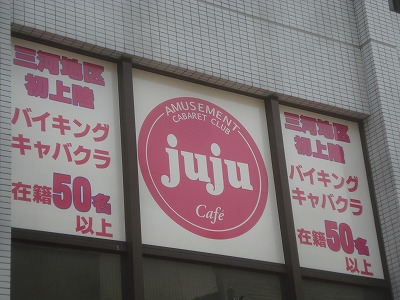 三河地区
初上陸
バイキング
キャバクラ
在籍50名
以上
AMUSEMENT
CABARET CLUB
juju
Café
三河地区
初上陸
バイキング
キャバクラ
在籍50名
以上